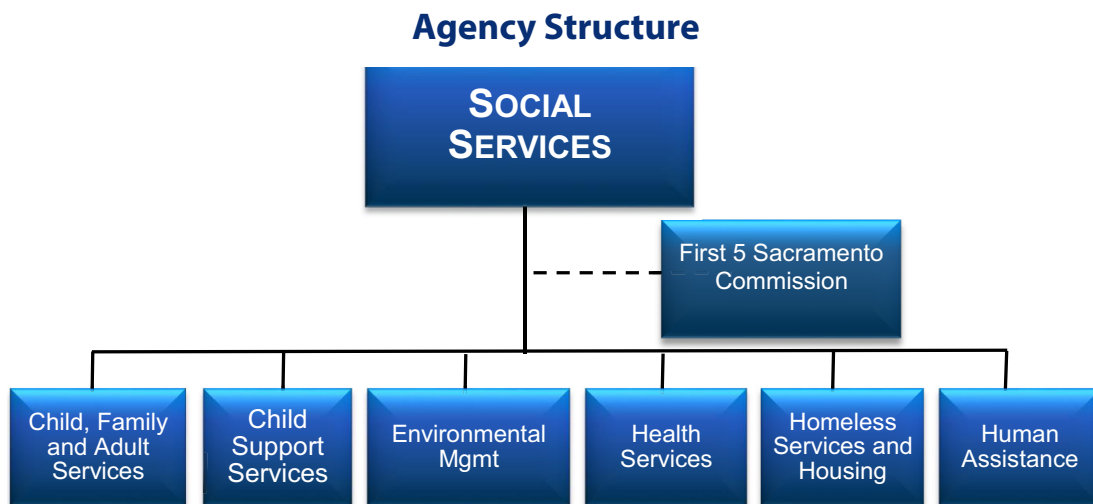 Agency Structure
SOCIAL
SERVICES
First 5 Sacramento
Commission
Child, Family
and Adult
Services
Child
Support
Services
Environmental
Mgmt
Health
Services
Homeless
Services and
Housing
Human
Assistance